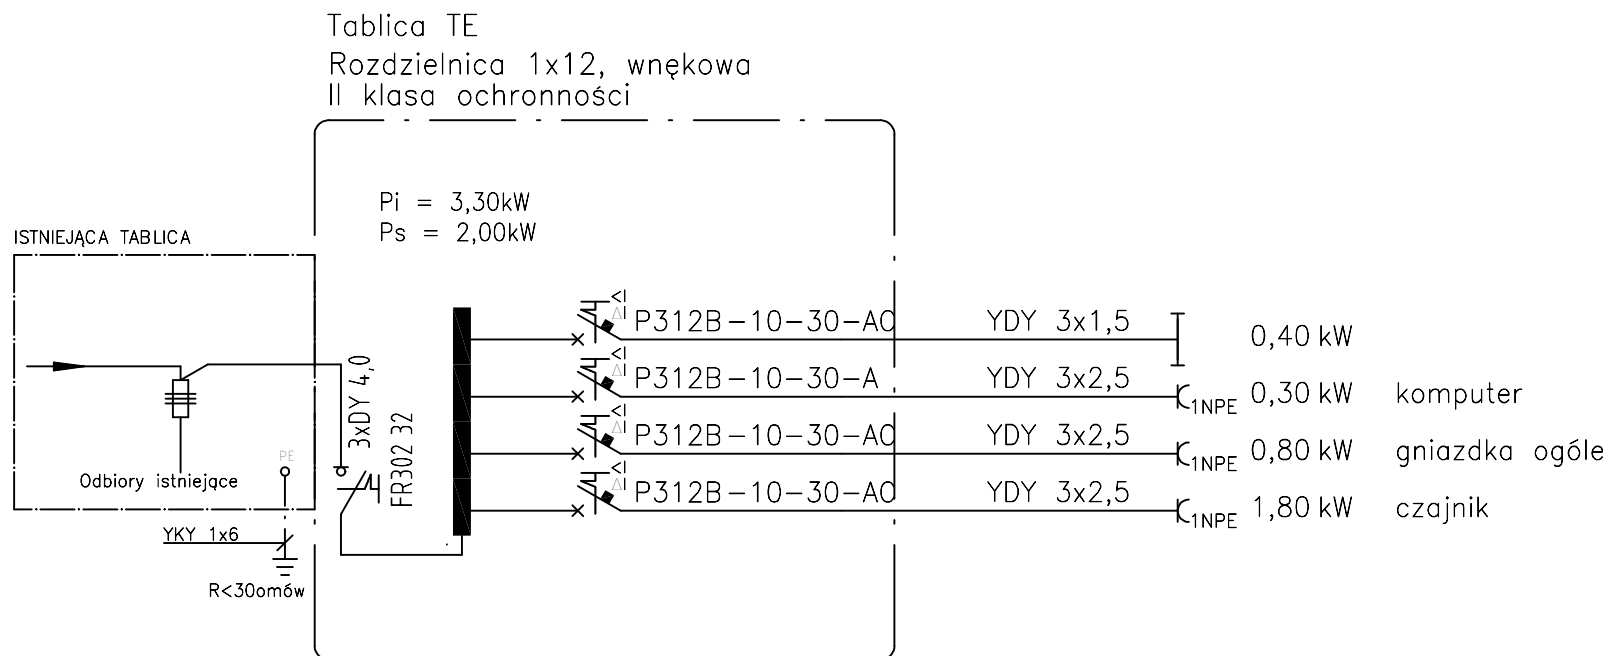 Tablica TE
Rozdzielnica 1x12, wnękowa
II klasa ochronności
Pi = 3,30kW
Ps = 2,00kW
ISTNIEJĄCA TABLICA
P312B-10-30-AC YDY 3x1,5 0,40 kW
P312B-10-30-A YDY 3x2,5 1NPE 0,30 kW komputer
P312B-10-30-AC YDY 3x2,5 1NPE 0,80 kW gniazdka ogóle
P312B-10-30-AC YDY 3x2,5 1NPE 1,80 kW czajnik
3xDY 4,0
FR302 32
PE
Odbiory istniejące
YKY 1x6
R<30omów